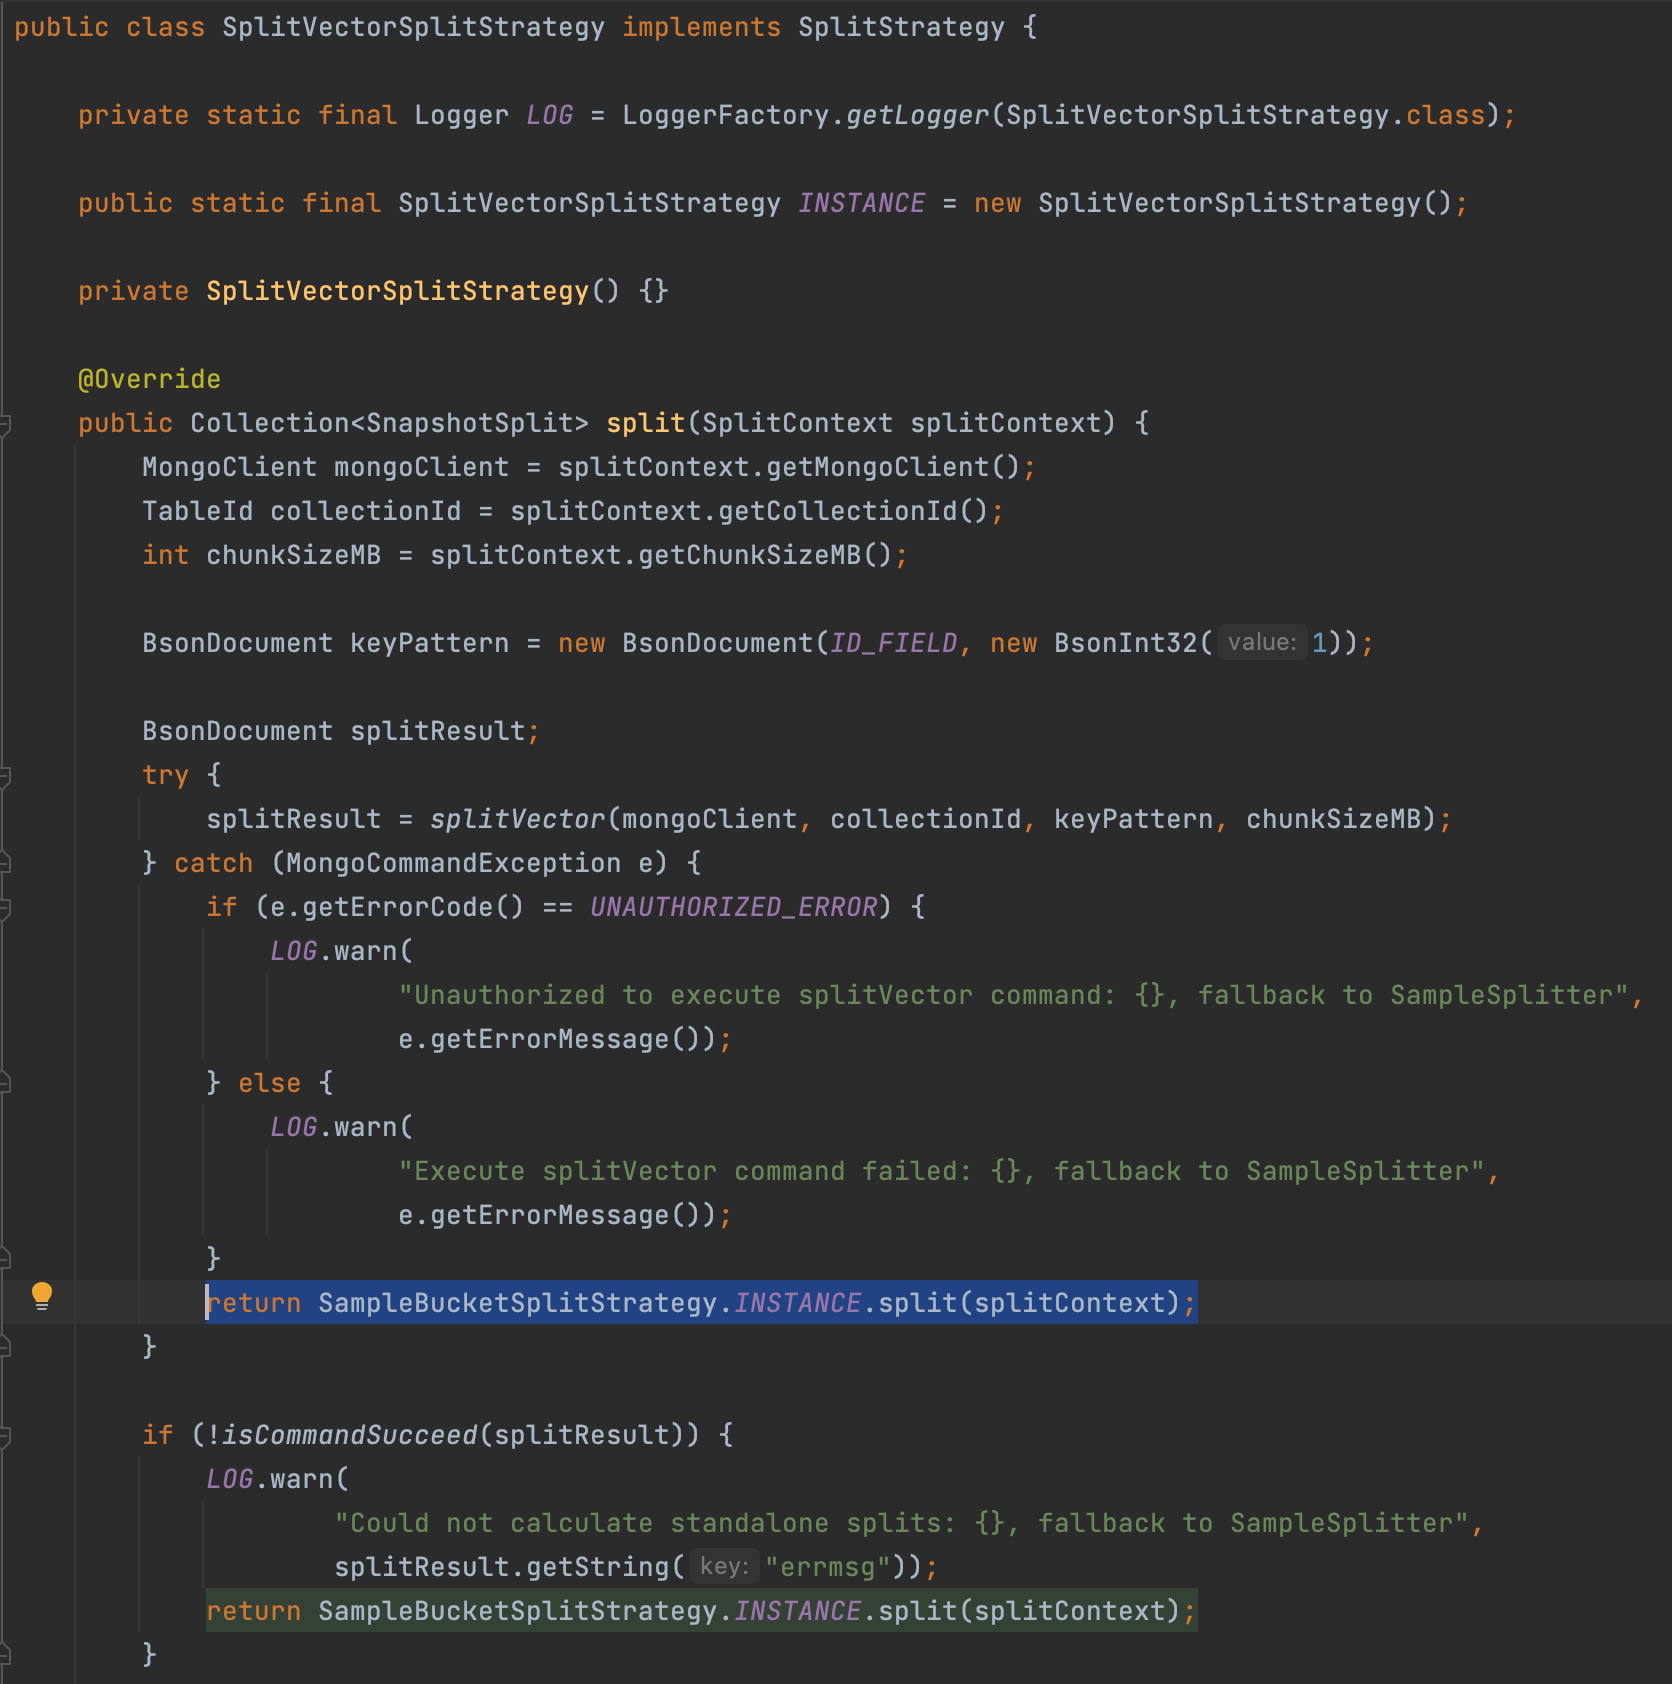 public class SplitVectorSplitStrategy implements SplitStrategy {
private static final Logger LOG = LoggerFactory.getLogger(SplitVectorSplitStrategy.class);
public static final SplitVectorSplitStrategy INSTANCE = new SplitVectorSplitStrategy();
private SplitVectorSplitStrategy() {}
@Override
public Collection<SnapshotSplit> split(SplitContext splitContext) {
MongoClient mongoClient = splitContext.getMongoClient();
TableId collectionId = splitContext.getCollectionId();
int chunkSizeMB = splitContext.getChunkSizeMB();
BsonDocument keyPattern = new BsonDocument(ID_FIELD, new BsonInt32( value: 1));
BsonDocument splitResult;
try {
splitResult = splitVector(mongoClient, collectionId, keyPattern, chunkSizeMB);
} catch (MongoCommandException e) {
if (e.getErrorCode() == UNAUTHORIZED_ERROR) {
LOG.warn(
"Unauthorized to execute splitVector command: {}, fallback to SampleSplitter",
e.getErrorMessage());
} else {
LOG.warn(
"Execute splitVector command failed: {}, fallback to SampleSplitter",
e.getErrorMessage());
}
return SampleBucketSplitStrategy.INSTANCE.split(splitContext);
}
if (!isCommandSucceed(splitResult)) {
LOG.warn(
"Could not calculate standalone splits: {}, fallback to SampleSplitter",
splitResult.getString( key: "errmsg"));
return SampleBucketSplitStrategy.INSTANCE.split(splitContext);
}